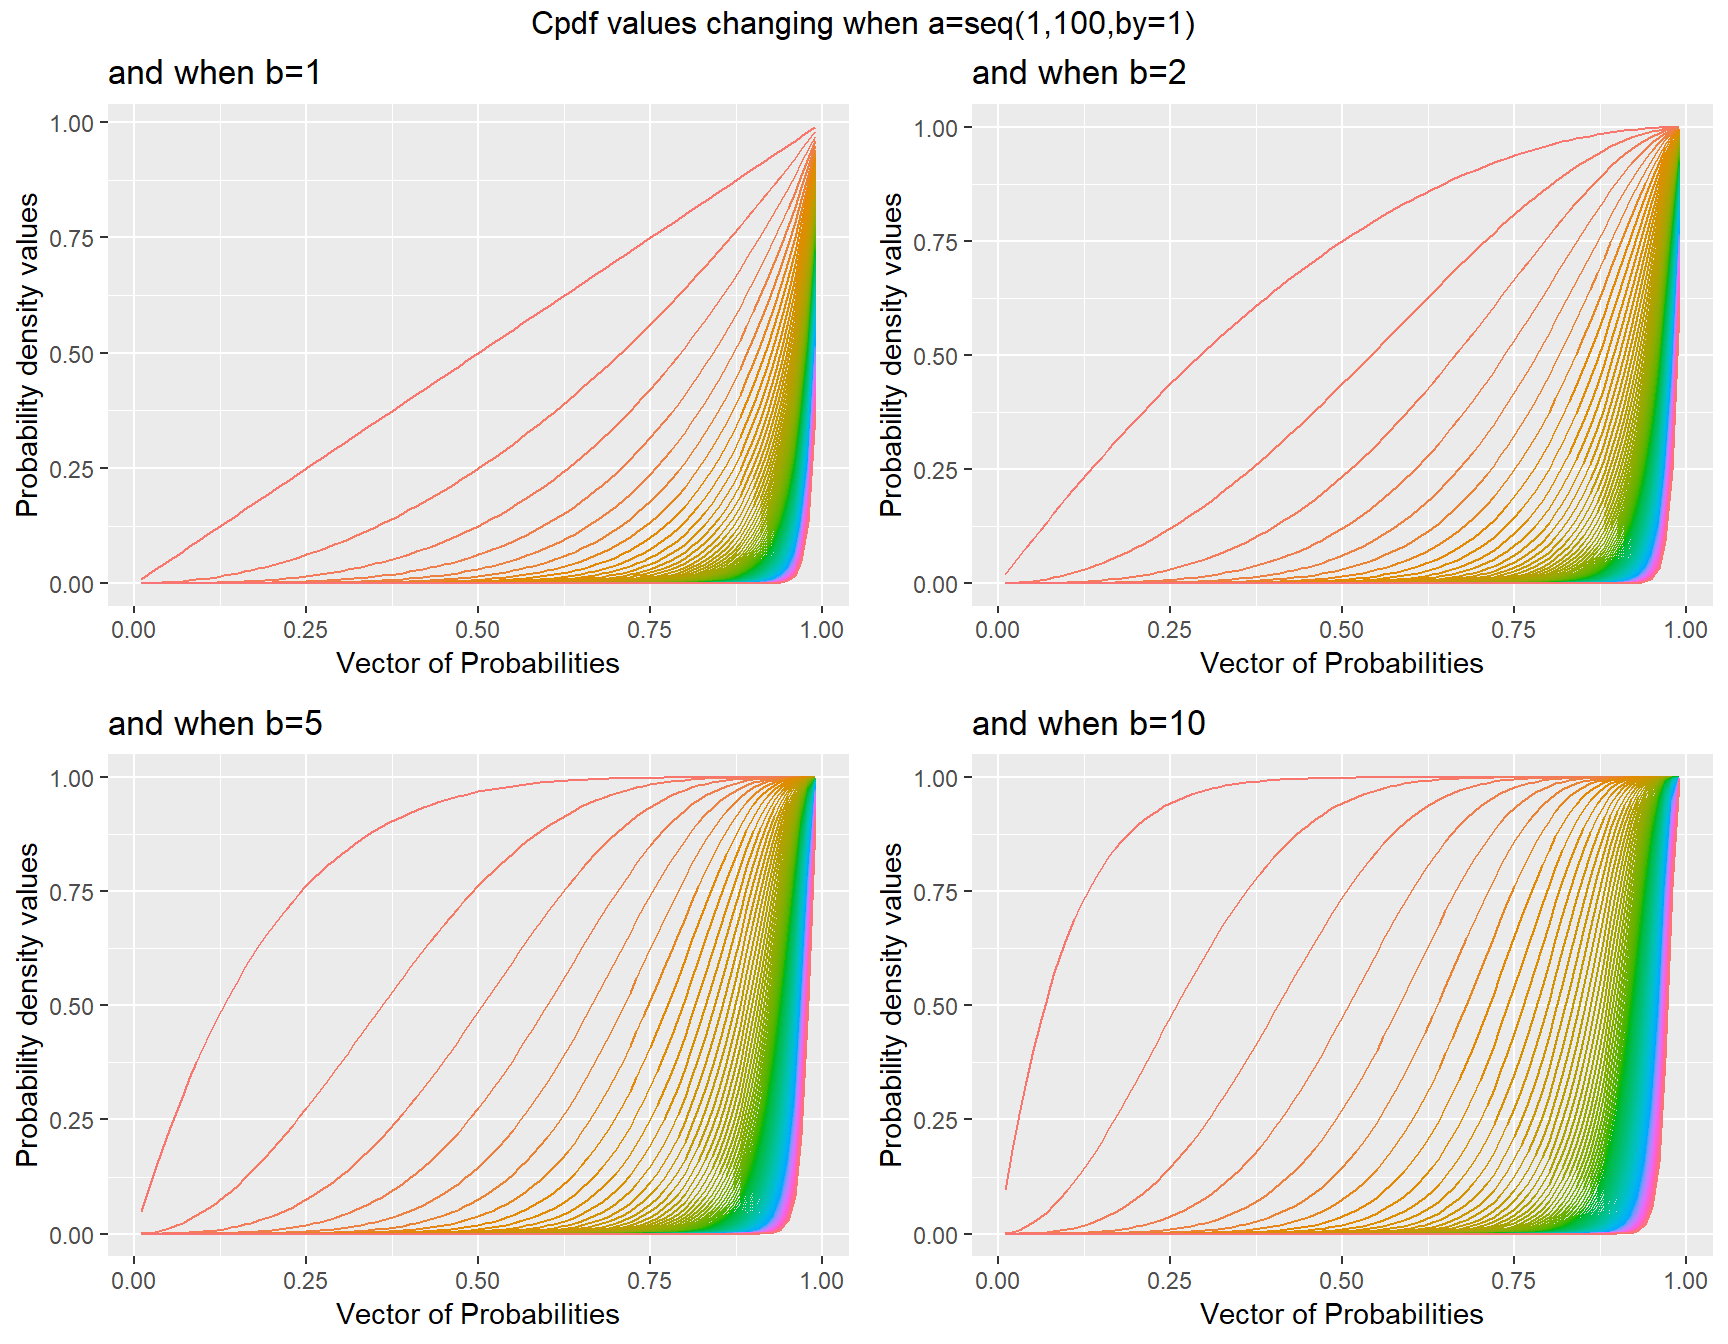 Cpdf values changing when a=seq(1,100,by=1)
and when b=1
Probability density values
1.00
0.75
0.50
0.25
0.00
0.00 0.25 0.50 0.75 1.00
Vector of Probabilities
and when b=2
Probability density values
1.00
0.75
0.50
0.25
0.00
0.00 0.25 0.50 0.75 1.00
Vector of Probabilities
and when b=5
Probability density values
1.00
0.75
0.50
0.25
0.00
0.00 0.25 0.50 0.75 1.00
Vector of Probabilities
and when b=10
Probability density values
1.00
0.75
0.50
0.25
0.00
0.00 0.25 0.50 0.75 1.00
Vector of Probabilities